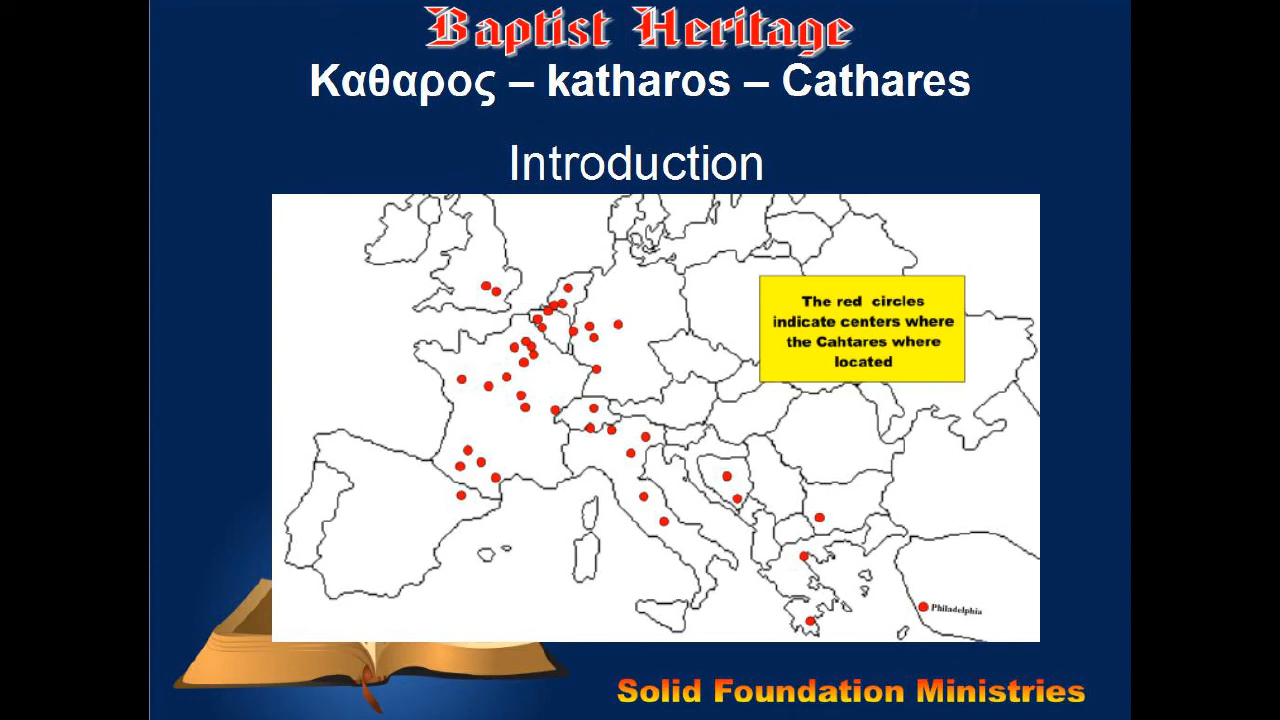 Baptist Heritage
Καθαρος – katharos – Cathares
Introduction
The red circles
indicate centers where
the Cahtares where
located
Philadelphia
Solid Foundation Ministries